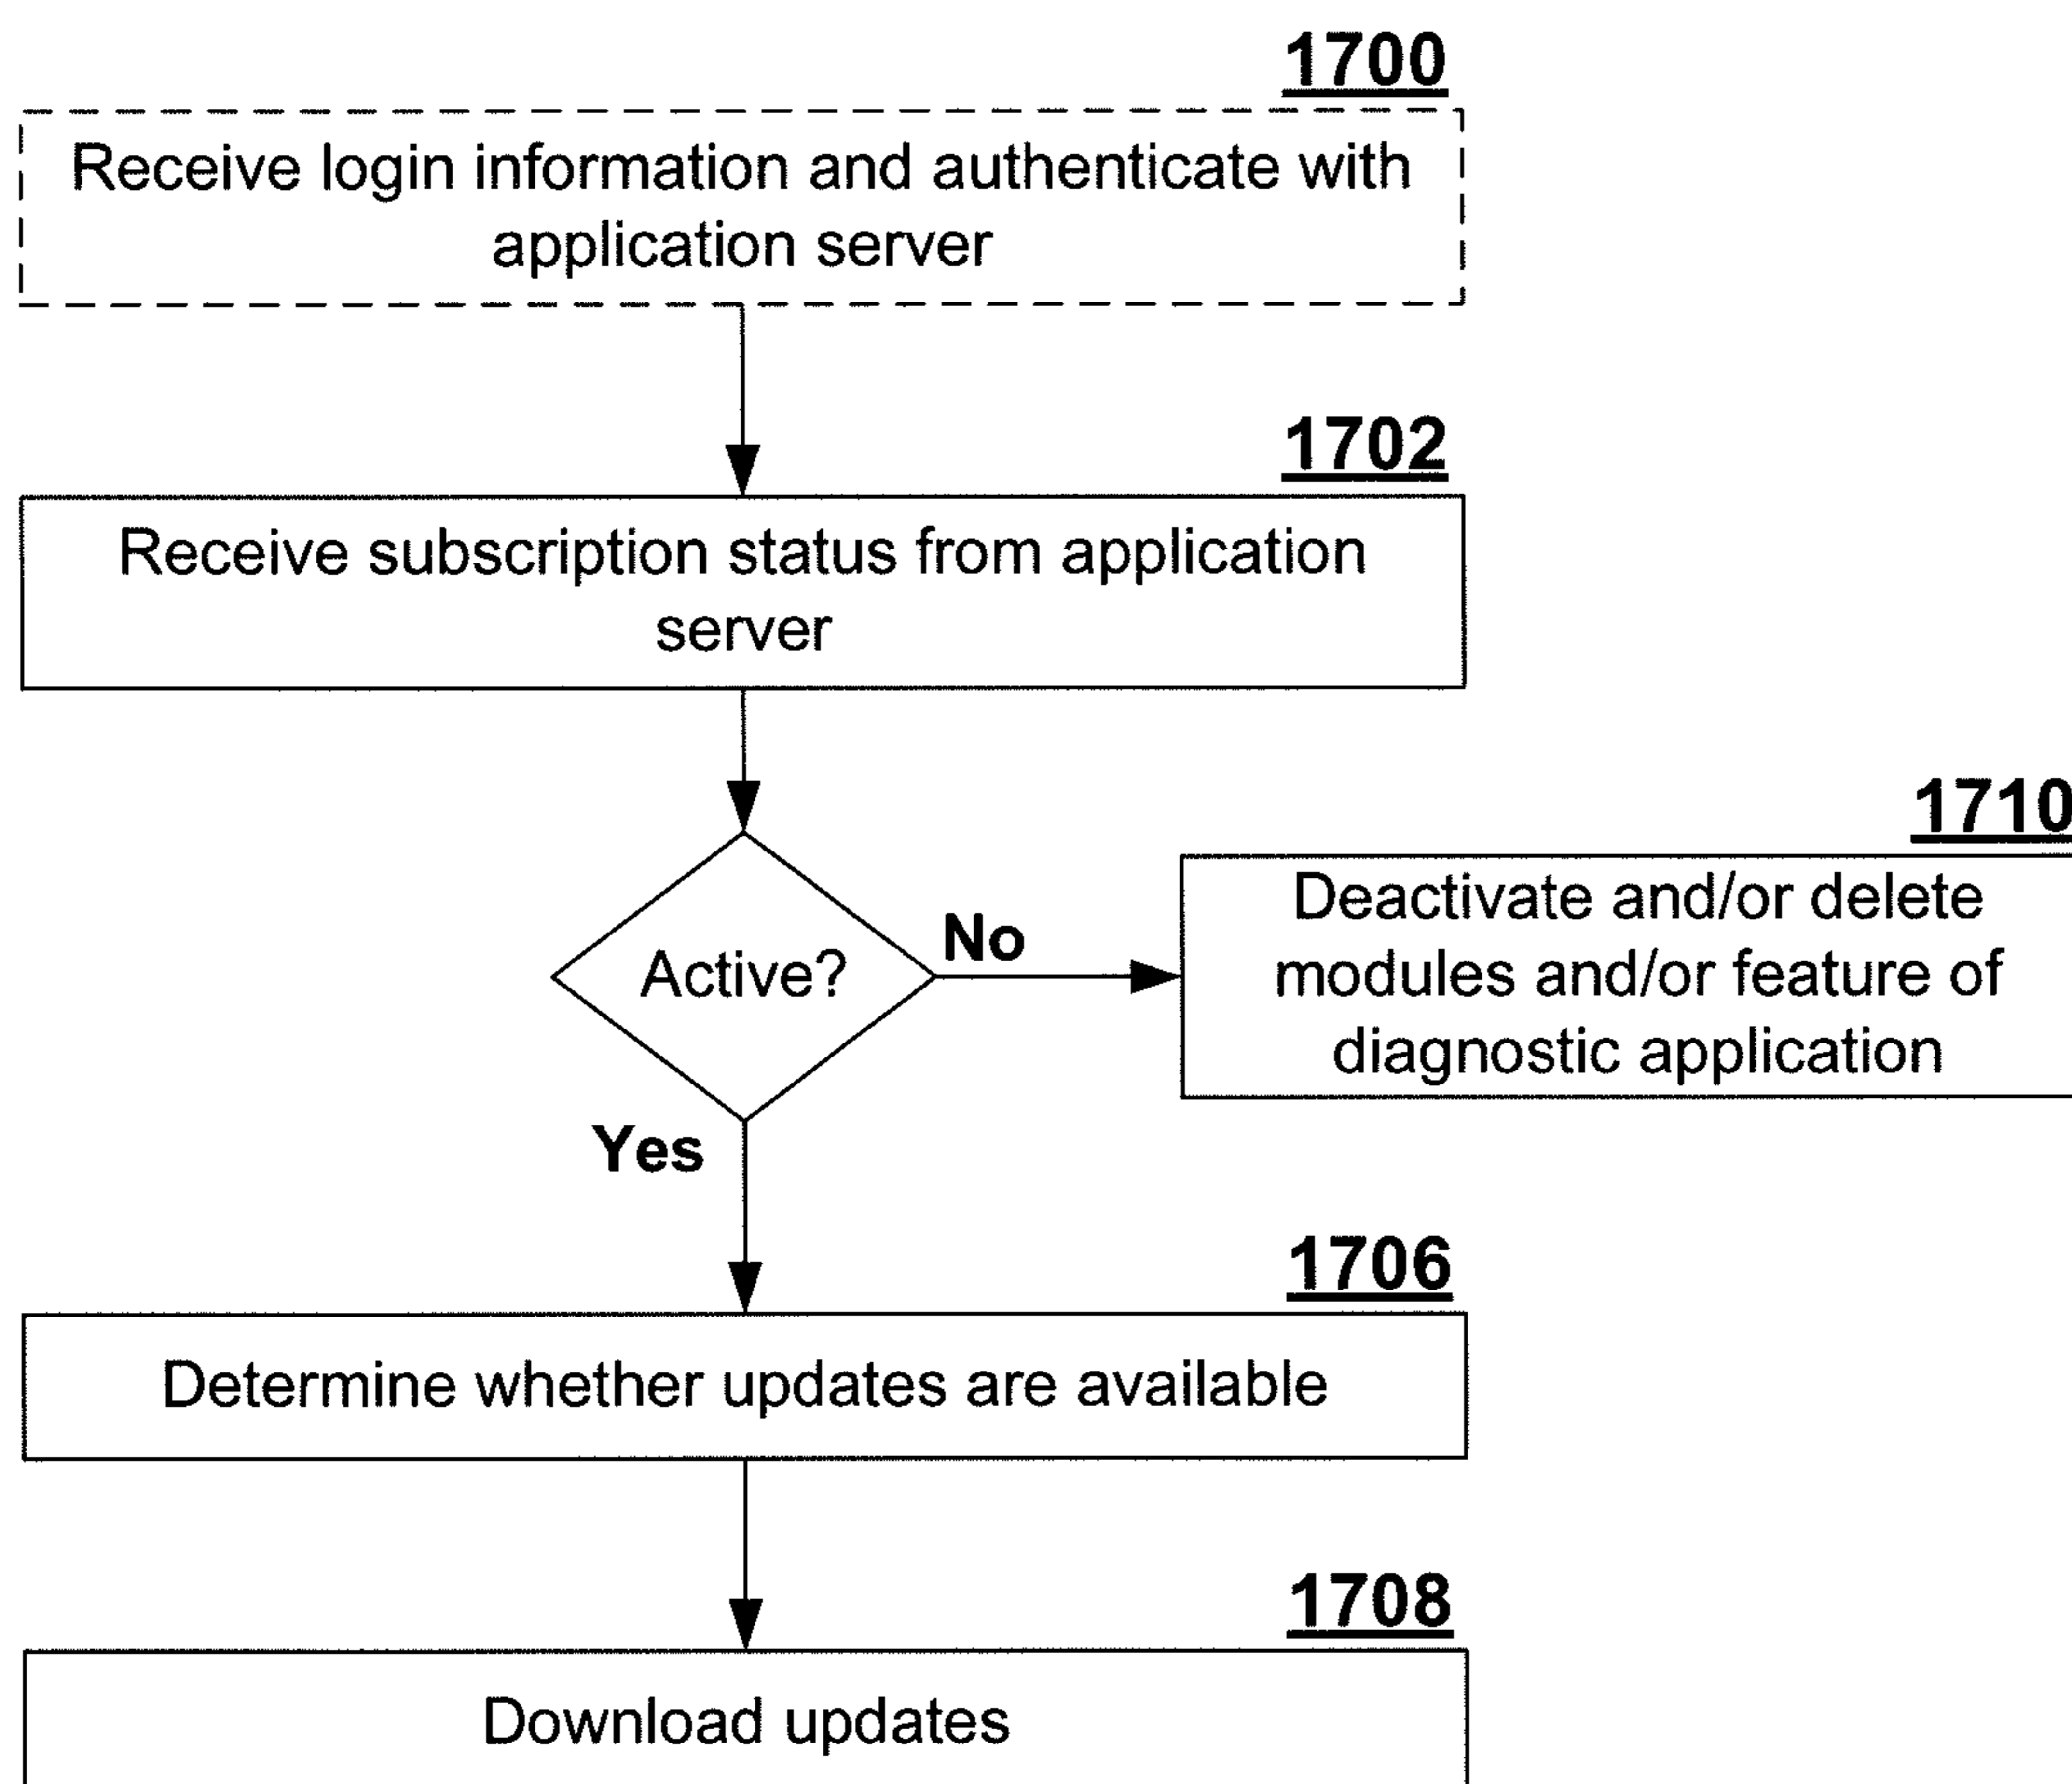 1700
Receive login information and authenticate with
application server
1702
Receive subscription status from application
server
1710
Active?
No
Deactivate and/or delete
modules and/or feature of
diagnostic application
Yes
1706
Determine whether updates are available
1708
Download updates